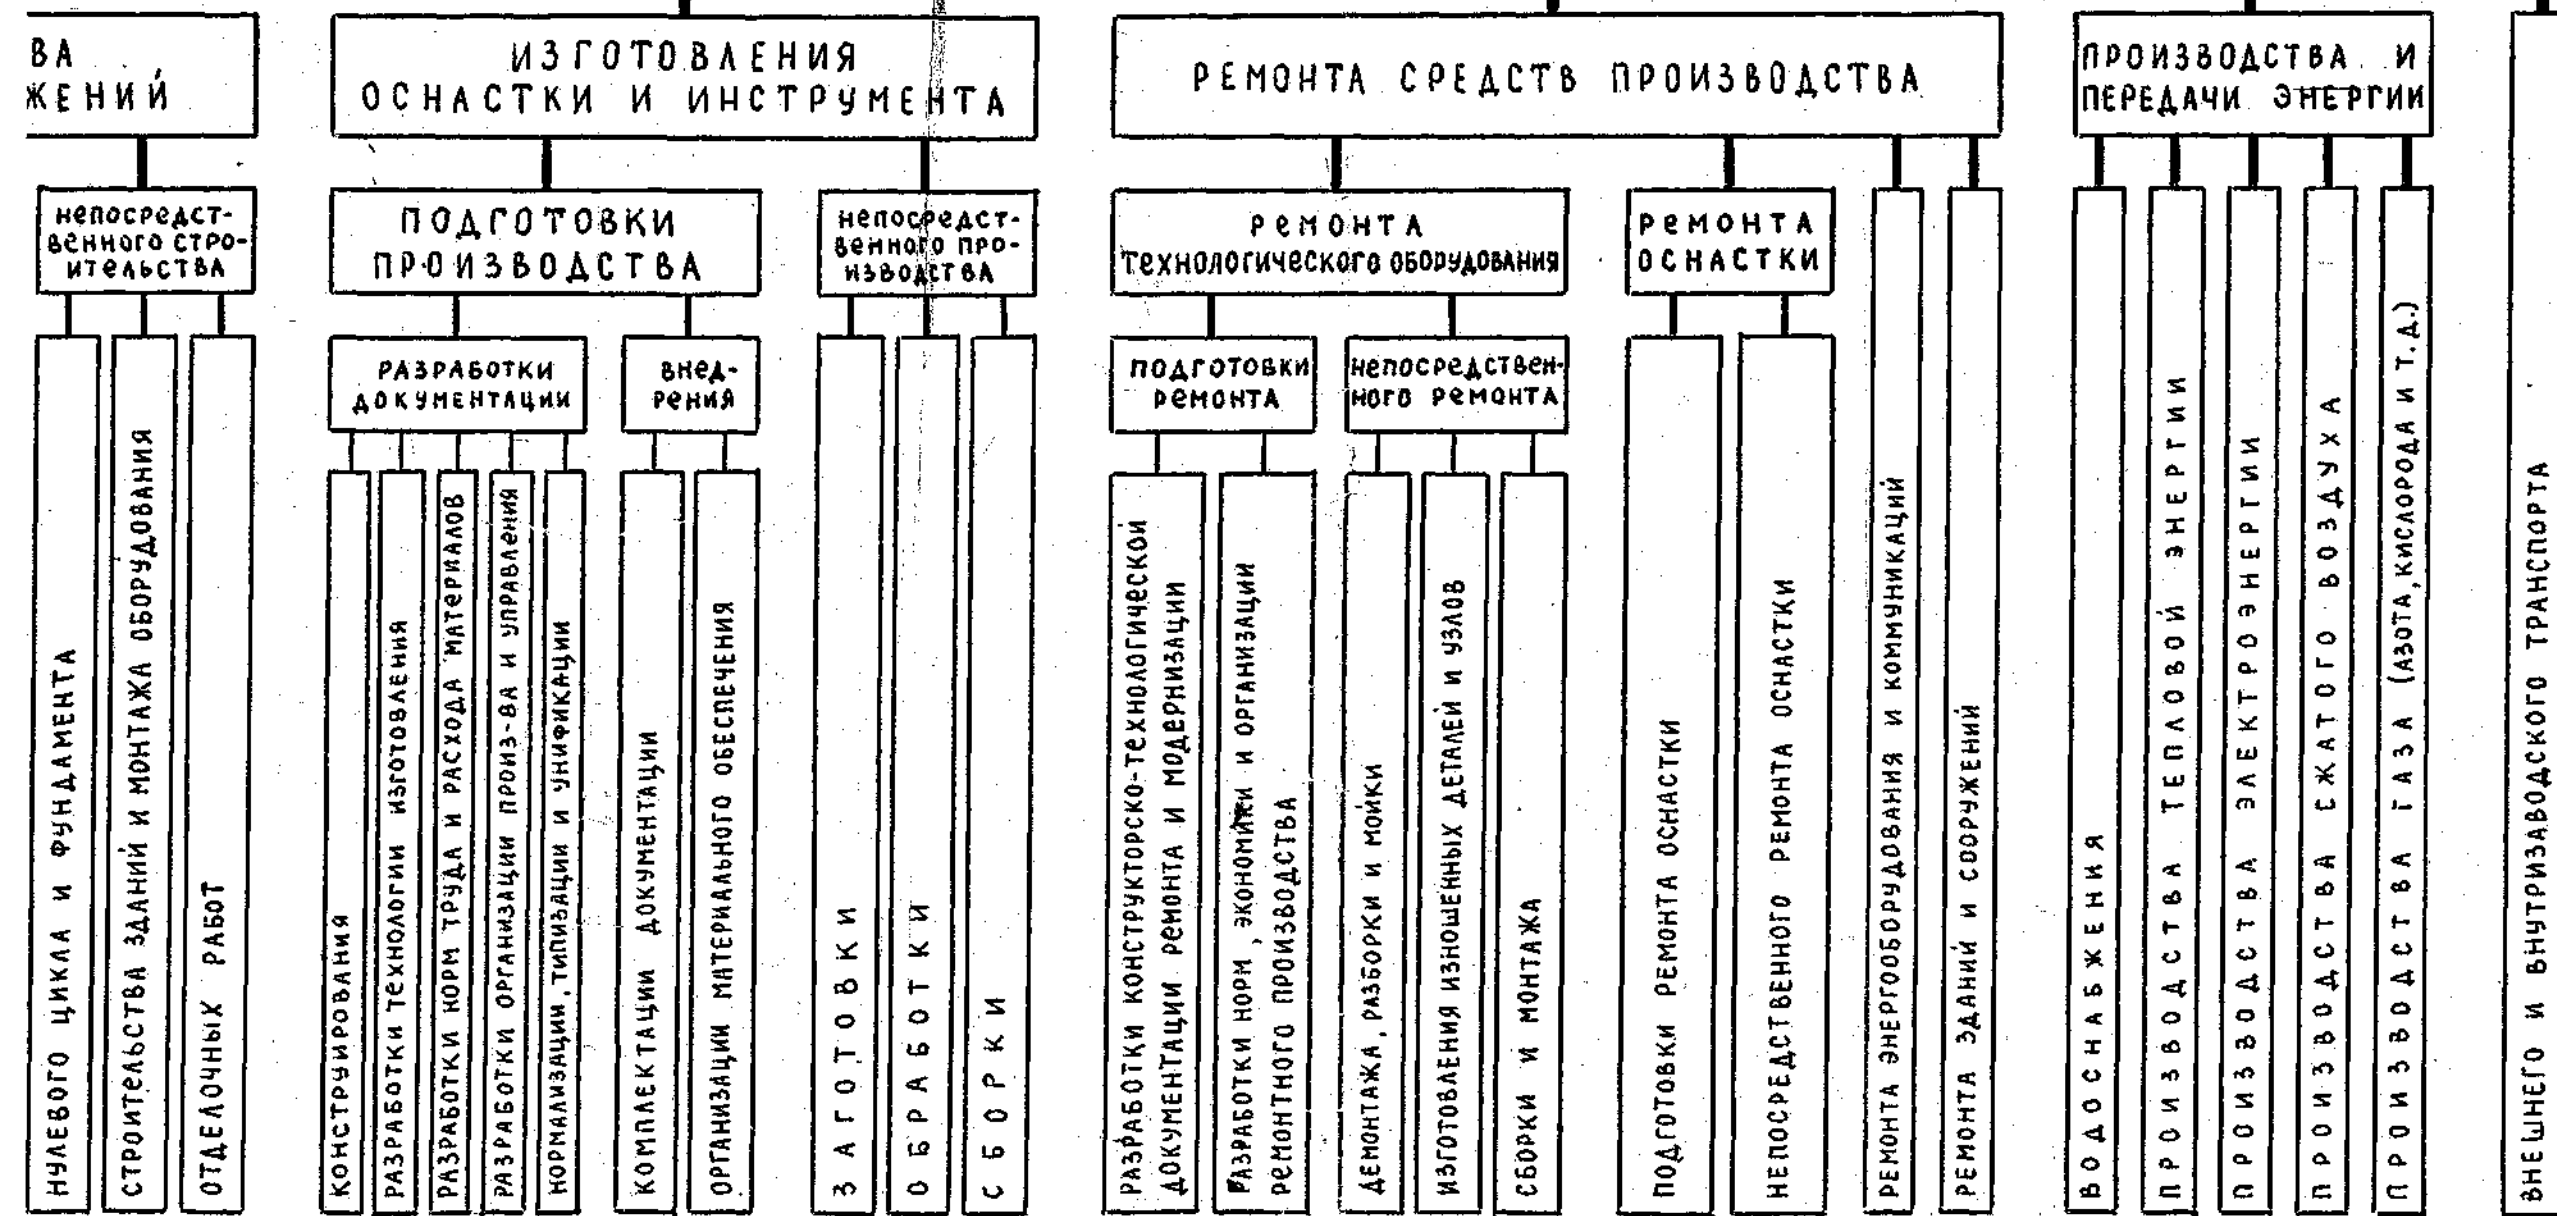 ВА
ЖЕНИЙ
ИЗГОТОВЛЕНИЯ
ОСНАСТКИ И ИНСТРУМЕНТА
РЕМОНТА СРЕДСТВ ПРОИЗВОДСТВА
ПРОИЗВОДСТВА И
ПЕРЕДАЧИ ЭНЕРГИИ
НЕПОСРЕДСТ-
ВЕННОГО СТРО-
ИТЕЛЬСТВА
ПОДГОТОВКИ
ПРОИЗВОДСТВА
НЕПОСРЕДСТ-
ВЕННОГО ПРО-
ИЗВОДСТВА
РЕМОНТА
ТЕХНОЛОГИЧЕСКОГО ОБОРУДОВАНИЯ
РЕМОНТА
ОСНАСТКИ
РАЗРАБОТКИ
ДОКУМЕНТАЦИИ
ВНЕД-
РЕНИЯ
ПОДГОТОВКИ
РЕМОНТА
НЕПОСРЕДСТВЕН-
НОГО РЕМОНТА
НУЛЕВОГО ЦИКЛА И ФУНДАМЕНТА
СТРОИТЕЛЬСТВА ЗДАНИЙ И МОНТАЖА ОБОРУДОВАНИЯ
ОТДЕЛОЧНЫХ РАБОТ
КОНСТРУИРОВАНИЯ
РАЗРАБОТКИ ТЕХНОЛОГИИ ИЗГОТОВЛЕНИЯ
РАЗРАБОТКИ НОРМ ТРУДА И РАСХОДА МАТЕРИАЛОВ
РАЗРАБОТКИ ОРГАНИЗАЦИИ ПРОИЗ-ВА И УПРАВЛЕНИЯ
НОРМАЛИЗАЦИИ, ТИПИЗАЦИИ И УНИФИКАЦИИ
КОМПЛЕКТАЦИИ ДОКУМЕНТАЦИИ
ОРГАНИЗАЦИИ МАТЕРИАЛЬНОГО ОБЕСПЕЧЕНИЯ
ЗАГОТОВКИ
ОБРАБОТКИ
СБОРКИ
РАЗРАБОТКИ КОНСТРУКТОРСКО-ТЕХНОЛОГИЧЕСКОЙ
ДОКУМЕНТАЦИИ РЕМОНТА И МОДЕРНИЗАЦИИ
РАЗРАБОТКИ НОРМ, ЭКОНОМИКИ И ОРГАНИЗАЦИИ
РЕМОНТНОГО ПРОИЗВОДСТВА
ДЕМОНТАЖА, РАЗБОРКИ И МОЙКИ
ИЗГОТОВЛЕНИЯ ИЗНОШЕННЫХ ДЕТАЛЕЙ И УЗЛОВ
СБОРКИ И МОНТАЖА
ПОДГОТОВКИ РЕМОНТА ОСНАСТКИ
НЕПОСРЕДСТВЕННОГО РЕМОНТА ОСНАСТКИ
РЕМОНТА ЭНЕРГООБОРУДОВАНИЯ И КОММУНИКАЦИЙ
РЕМОНТА ЗДАНИЙ И СООРУЖЕНИЙ
ВОДОСНАБЖЕНИЯ
ПРОИЗВОДСТВА ТЕПЛОВОЙ ЭНЕРГИИ
ПРОИЗВОДСТВА ЭЛЕКТРОЭНЕРГИИ
ПРОИЗВОДСТВА СЖАТОГО ВОЗДУХА
ПРОИЗВОДСТВА ГАЗА (АЗОТА, КИСЛОРОДА И Т.Д.)
ВНЕШНЕГО И ВНУТРИЗАВОДСКОГО ТРАНСПОРТА